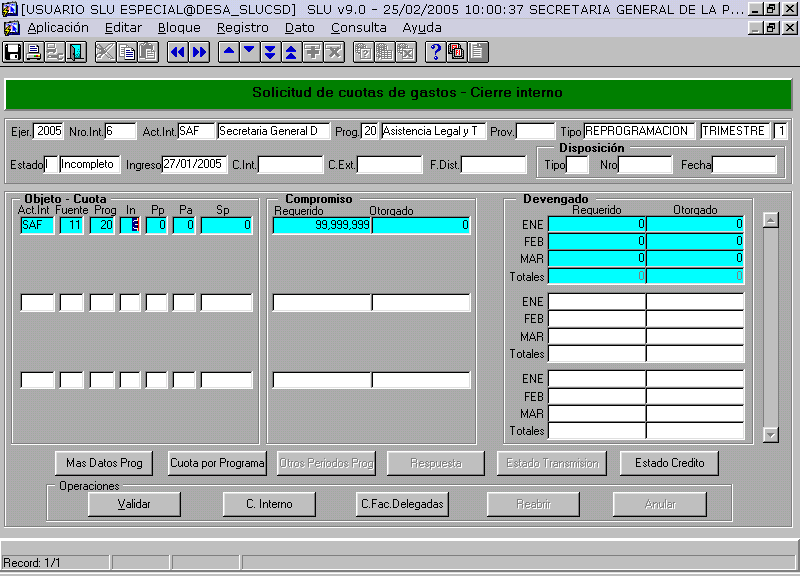 [USUARIO SLU ESPECIAL@DESA_SLUCSD] SLU v9.0 - 25/02/2005 10:00:37 SECRETARIA GENERAL DE LA P...
Aplicación Editar Bloque Registro Dato Consulta Ayuda
Solicitud de cuotas de gastos - Cierre interno
Ejer. 2005 Nro.Int. 6 Act.Int. SAF Secretaria General D Prog. 20 Asistencia Legal y T Prov. Tipo REPROGRAMACION TRIMESTRE 1
Disposición
Estado I Incompleto Ingreso 27/01/2005 C.Int. C.Ext. F.Dist. Tipo Nro Fecha
Objeto - Cuota Compromiso Devengado
Act.Int Fuente Prog In Pp Pa Sp Requerido Otorgado Requerido Otorgado
SAF 11 20 0 0 0 99,999,999 0 ENE 0 0
FEB 0 0
MAR 0 0
Totales 0 0
ENE
FEB
MAR
Totales
ENE
FEB
MAR
Totales
Mas Datos Prog Cuota por Programa Otros Periodos Prog Respuesta Estado Transmision Estado Credito
Operaciones
Validar C. Interno C.Fac.Delegadas Reabrir Anular
Record: 1/1